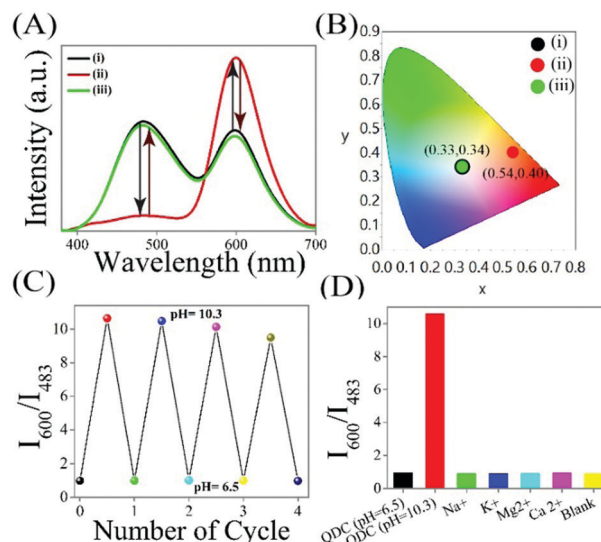 (A)
(i)
(ii)
(iii)
Intensity (a.u.)
400 500 600 700
Wavelength (nm)
(B)
(i)
(ii)
(iii)
0.9
0.8
0.7
0.6
0.5
0.4
0.3
0.2
0.1
0.0
y
(0.33,0.34)
(0.54,0.40)
0.0 0.1 0.2 0.3 0.4 0.5 0.6 0.7 0.8
x
(C)
I600/I483
10
8
6
4
2
0
pH= 10.3
pH= 6.5
0 1 2 3 4
Number of Cycle
(D)
I600/I483
10
8
6
4
2
0
QDC (pH=6.5)
QDC (pH=10.3)
Na+
K+
Mg2+
Ca 2+
Blank